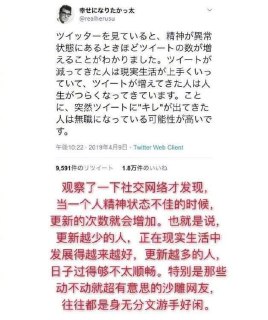 幸せになりたかっ太
@reallierusu
ツイッターを見ていると、精神が異常
状態にあるときほどツイートの数が増
えることがわかりました。ツイートが
減ってきた人は現実生活が上手くいっ
ていて、ツイートが増えてきた人は人
生がつらくなってきています。こと
に、突然ツイートに"キレ"が出てきた
人は無職になっている可能性が高いで
す。
午後10:22 · 2019年4月9日 · Twitter Web Client
9,591件のリツイート 1.8万件のいいね
观察了一下社交网络才发现，
当一个人精神状态不佳的时候，
更新的次数就会增加。也就是说，
更新越少的人，正在现实生活中
发展得越来越好，更新越多的人，
日子过得够不太顺畅。特别是那些
动不动就超有意思的沙雕网友，
往往都是身无分文游手好闲。